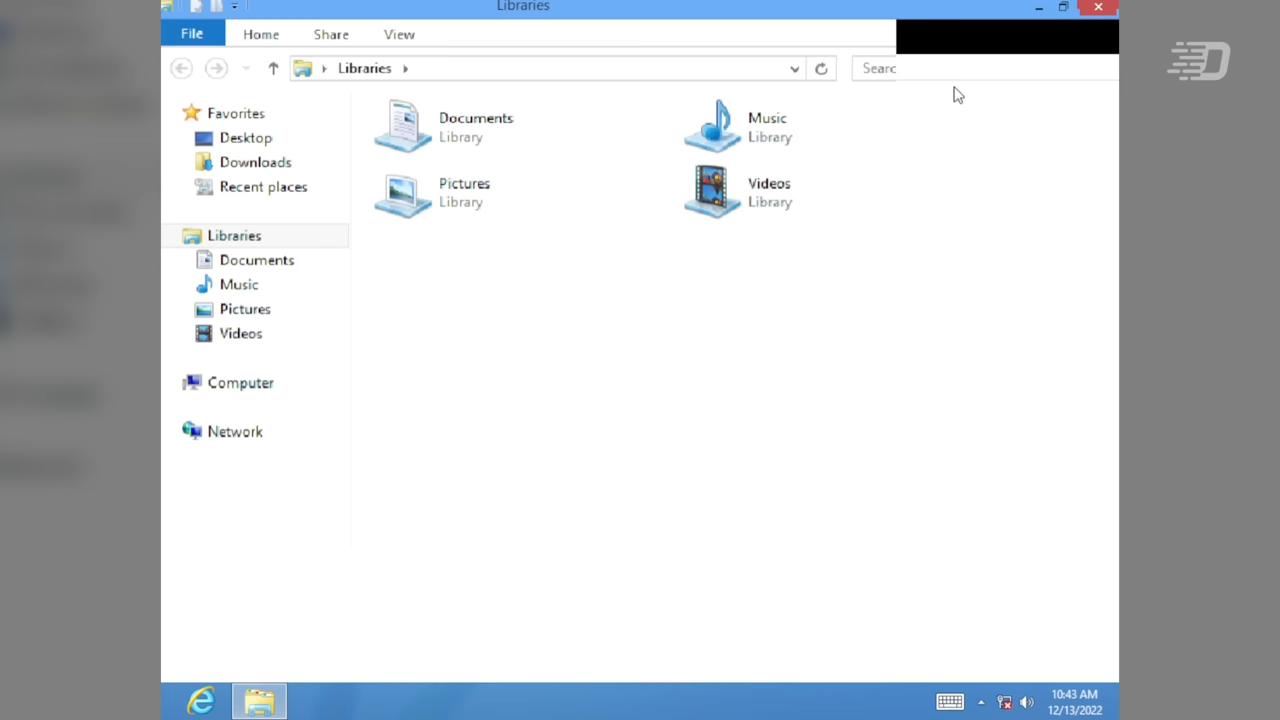 Libraries
File Home Share View
Libraries
Searc
Favorites
Desktop
Downloads
Recent places
Libraries
Documents
Music
Pictures
Videos
Computer
Network
Documents
Library
Music
Library
Pictures
Library
Videos
Library
10:43 AM
12/13/2022